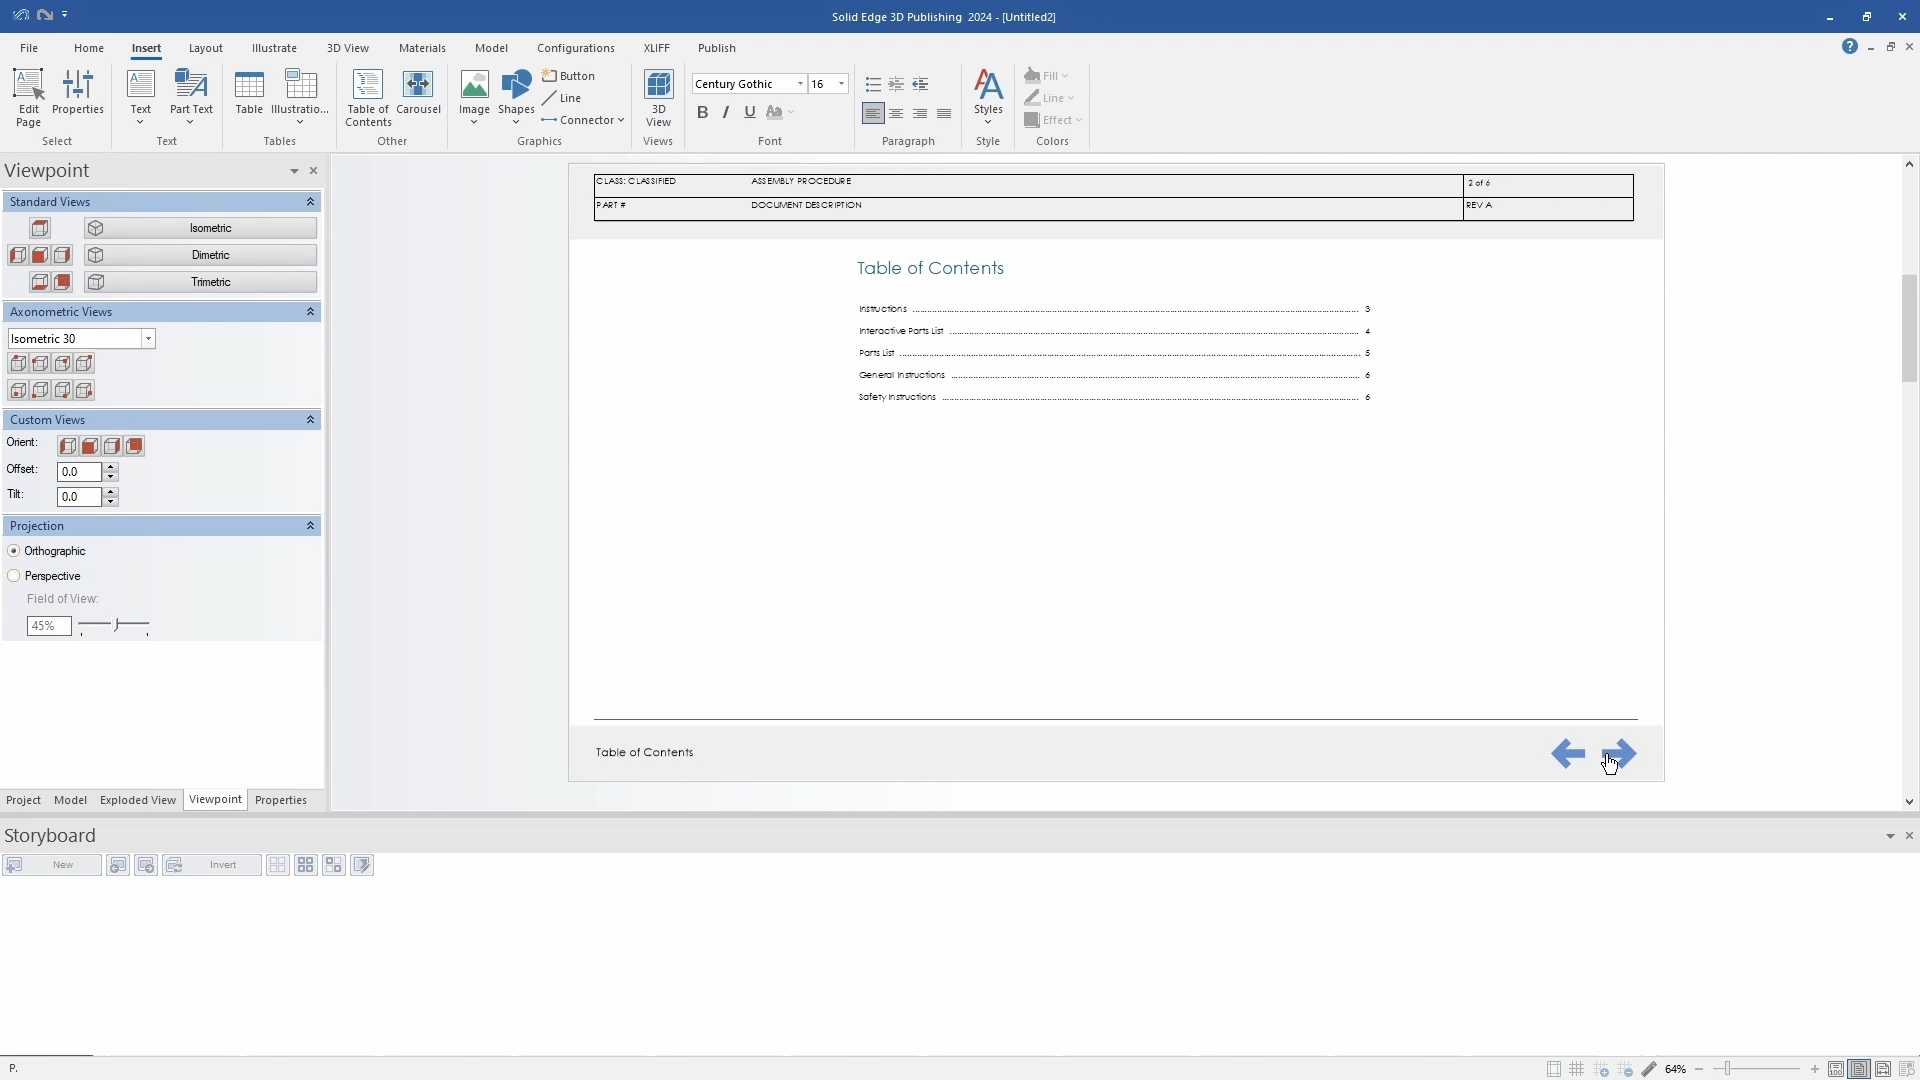 Solid Edge 3D Publishing 2024 - [Untitled2]
File Home Insert Layout Illustrate 3D View Materials Model Configurations XLIFF Publish
Edit Page
Properties
Select
Text
Part Text
Text
Table
Illustratio...
Tables
Table of Contents
Carousel
Other
Image
Shapes
Button
Line
Connector
Graphics
3D View
Views
Century Gothic 16
B I U Aa
Font
Paragraph
Styles
Style
Fill
Line
Effect
Colors
Viewpoint
Standard Views
Isometric
Dimetric
Trimetric
Axonometric Views
Isometric 30
Custom Views
Orient:
Offset: 0.0
Tilt: 0.0
Projection
Orthographic
Perspective
Field of View:
45%
Project Model Exploded View Viewpoint Properties
CLASS: CLASSIFIED ASSEMBLY PROCEDURE 2 of 6
PART # DOCUMENT DESCRIPTION REV A
Table of Contents
Instructions 3
Interactive Parts List 4
Parts List 5
General Instructions 6
Safety Instructions 6
Table of Contents
Storyboard
New Invert
P. 64%